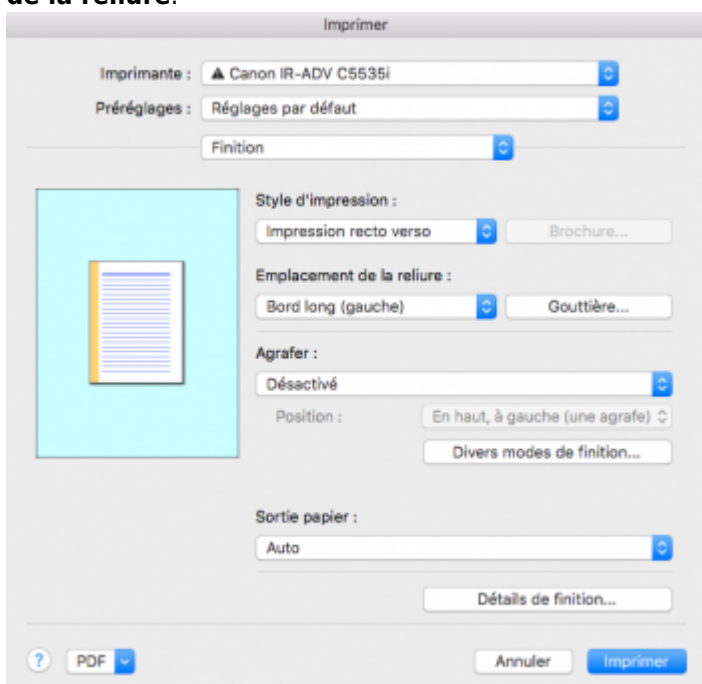 de la reliure.
Imprimer
Imprimante : Canon IR-ADV C5535i
Préréglages : Réglages par défaut
Finition
Style d'impression :
Impression recto verso Brochure...
Emplacement de la reliure :
Bord long (gauche) Gouttière...
Agrafer :
Désactivé
Position : En haut, à gauche (une agrafe)
Divers modes de finition...
Sortie papier :
Auto
Détails de finition...
? PDF Annuler Imprimer